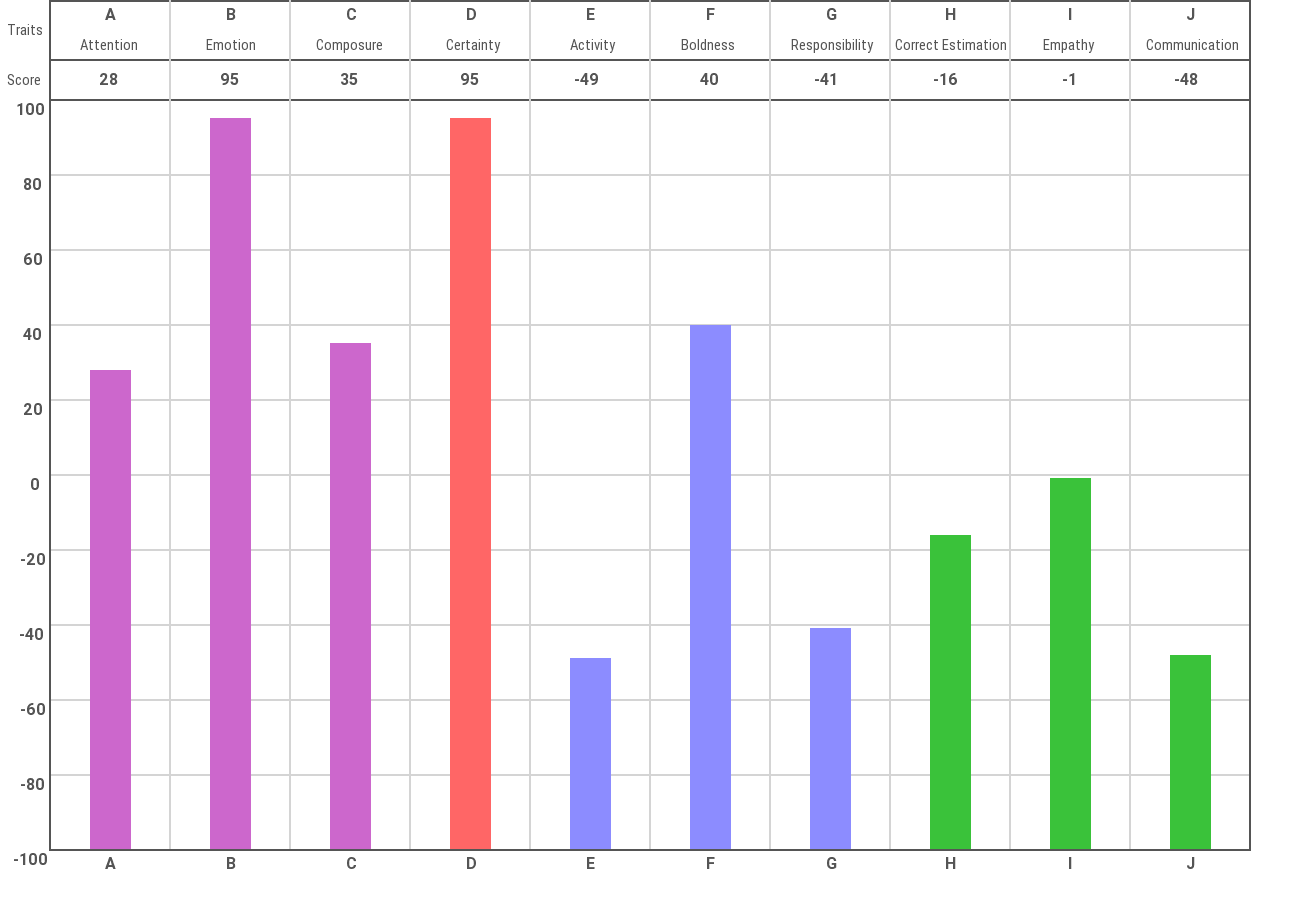 Traits A B C D E F G H I J
Attention Emotion Composure Certainty Activity Boldness Responsibility Correct Estimation Empathy Communication
Score 28 95 35 95 -49 40 -41 -16 -1 -48
100
80
60
40
20
0
-20
-40
-60
-80
-100
A B C D E F G H I J